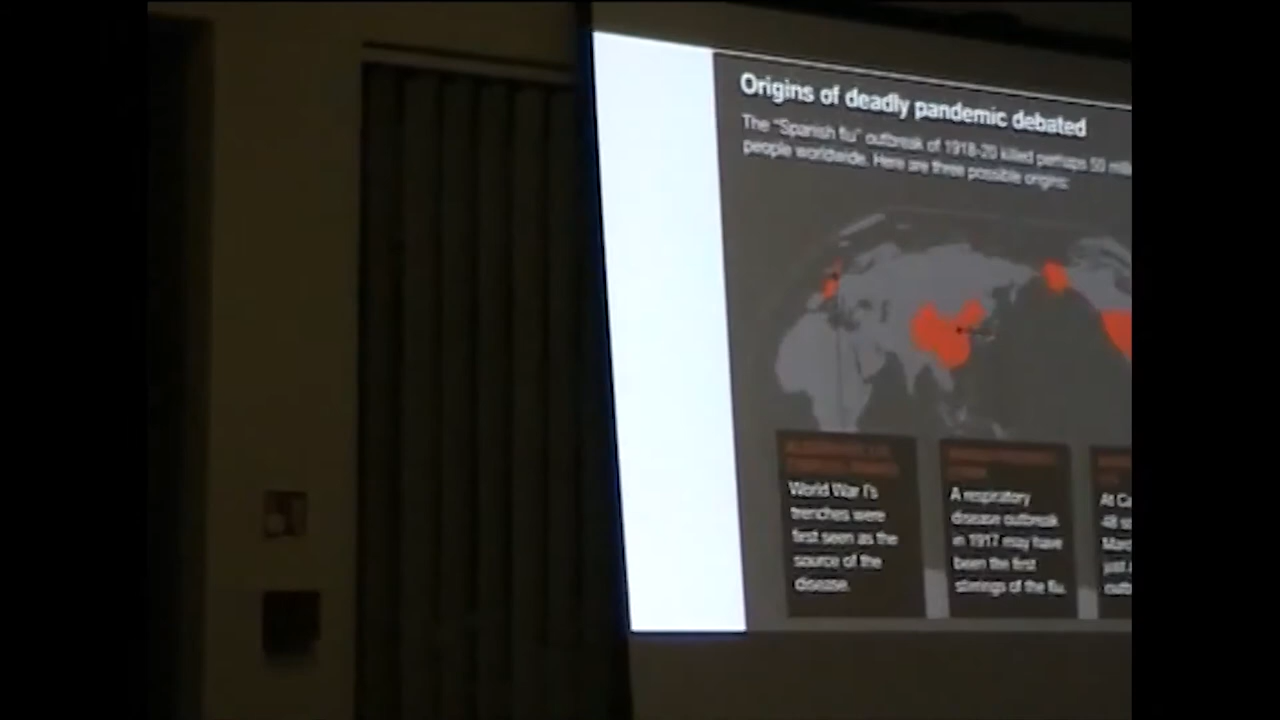 Origins of deadly pandemic debated
The "Spanish flu" outbreak of 1918-20 killed perhaps 50
people worldwide. Here are three possible origins:
World War I's
trenches were
first seen as the
source of the
disease.
A respiratory
disease outbreak
in 1917 may have
been the first
stirrings of the flu.
At
48